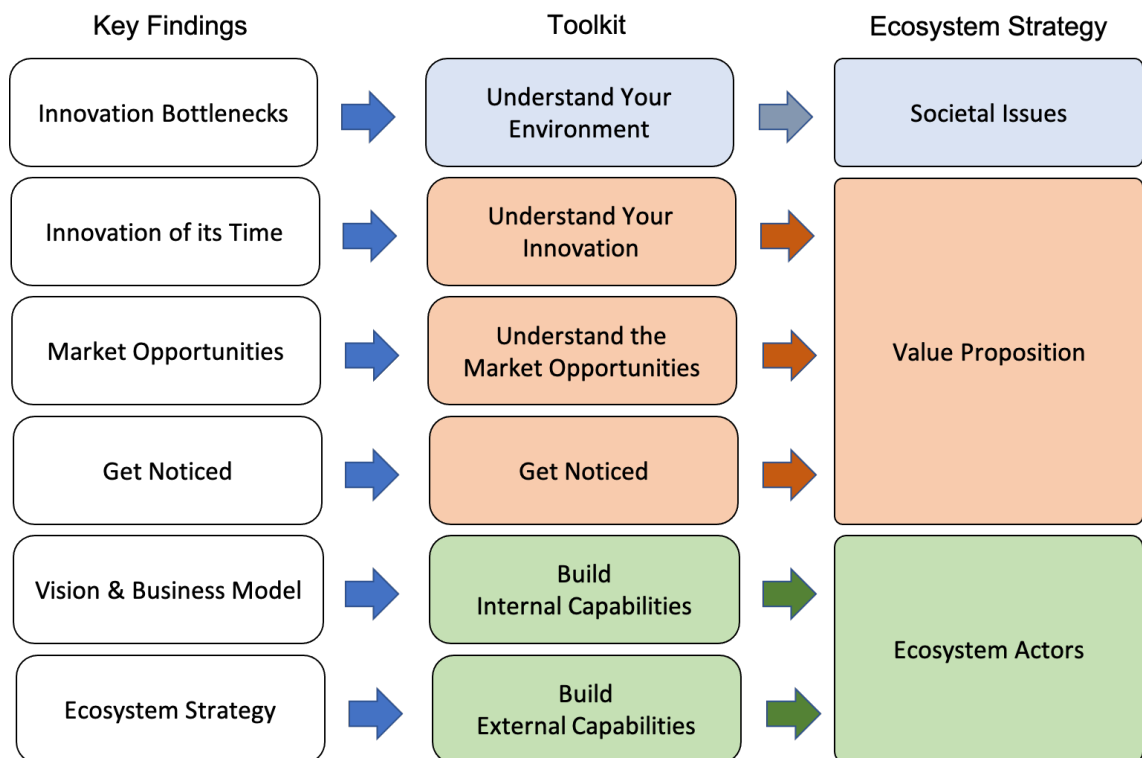 Key Findings
Toolkit
Ecosystem Strategy
Innovation Bottlenecks
Understand Your
Environment
Societal Issues
Innovation of its Time
Understand Your
Innovation
Market Opportunities
Understand the
Market Opportunities
Value Proposition
Get Noticed
Get Noticed
Vision & Business Model
Build
Internal Capabilities
Ecosystem Actors
Ecosystem Strategy
Build
External Capabilities